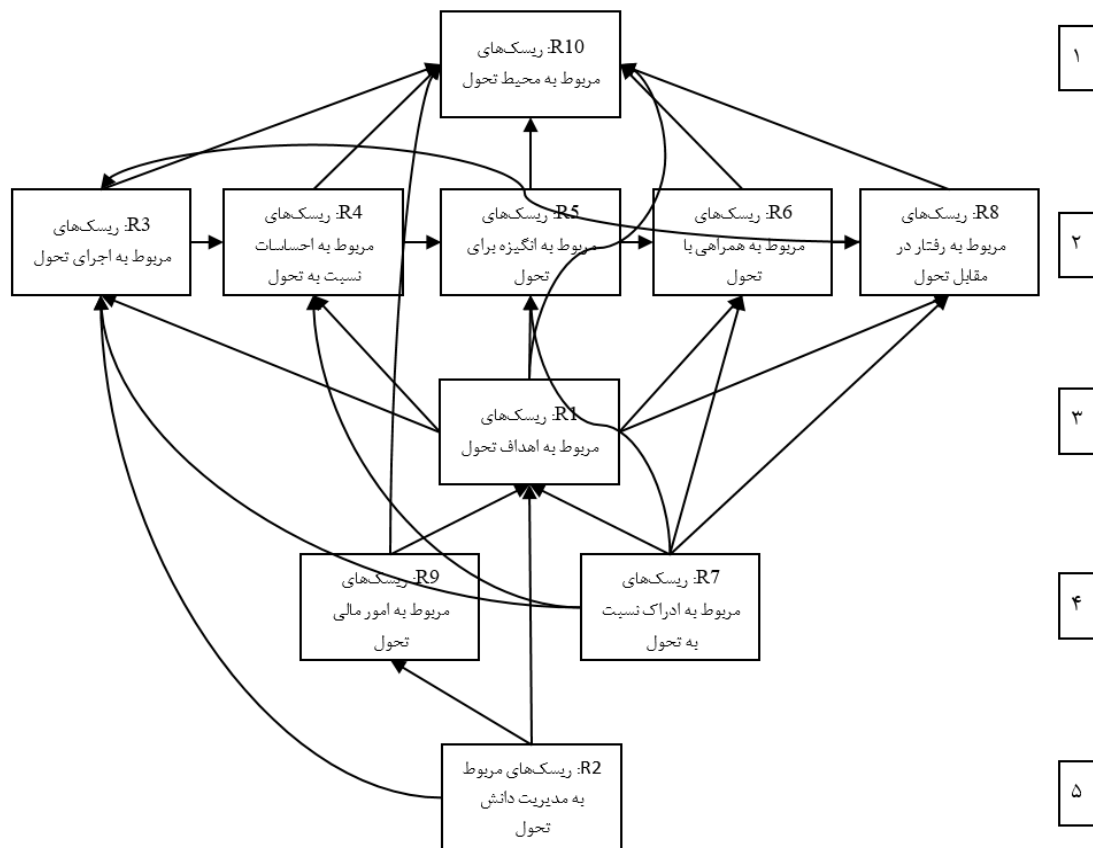 R10: ریسک‌های
مربوط به محیط تحول
۱
R3: ریسک‌های
مربوط به اجرای تحول
R4: ریسک‌های
مربوط به احساسات
نسبت به تحول
R5: ریسک‌های
مربوط به انگیزه برای
تحول
R6: ریسک‌های
مربوط به همراهی با
تحول
R8: ریسک‌های
مربوط به رفتار در
مقابل تحول
۲
R1: ریسک‌های
مربوط به اهداف تحول
۳
R9: ریسک‌های
مربوط به امور مالی
تحول
R7: ریسک‌های
مربوط به ادراک نسبت
به تحول
۴
R2: ریسک‌های مربوط
به مدیریت دانش
تحول
۵